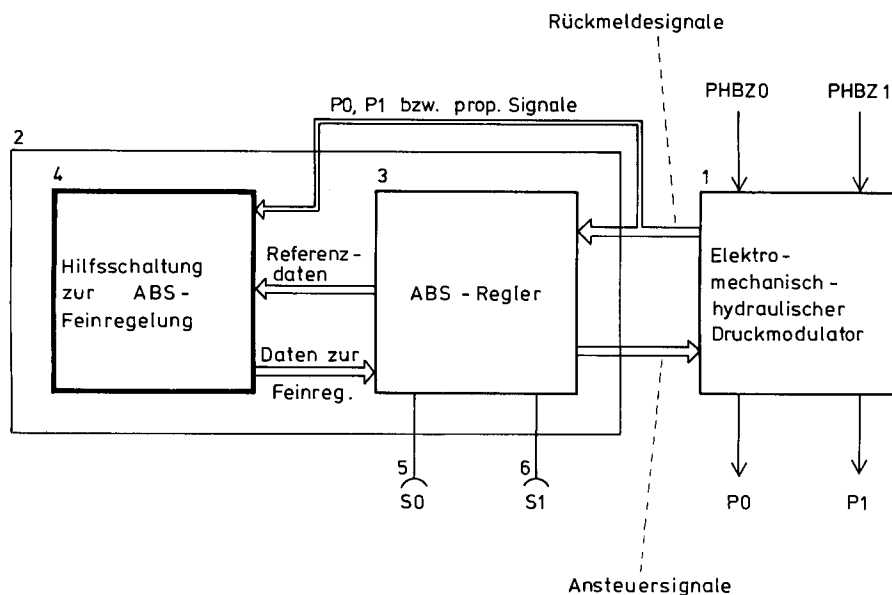 Rückmeldesignale
PHBZ0
PHBZ1
P0, P1 bzw. prop. Signale
2
4
3
1
Hilfsschaltung
zur ABS-
Feinregelung
Referenz-
daten
ABS-Regler
Elektro-
mechanisch-
hydraulischer
Druckmodulator
Daten zur
Feinreg.
5
6
S0
S1
P0
P1
Ansteuersignale